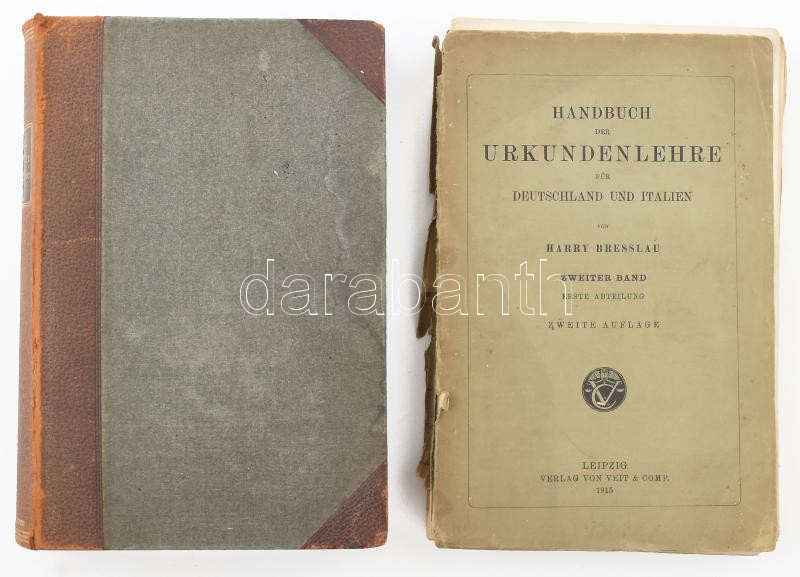 HANDBUCH
DER
URKUNDENLEHRE
FÜR
DEUTSCHLAND UND ITALIEN
VON
HARRY BRESSLAU
ZWEITER BAND
ERSTE ABTEILUNG
ZWEITE AUFLAGE
LEIPZIG
VERLAG VON VEIT & COMP.
1915
darabanth